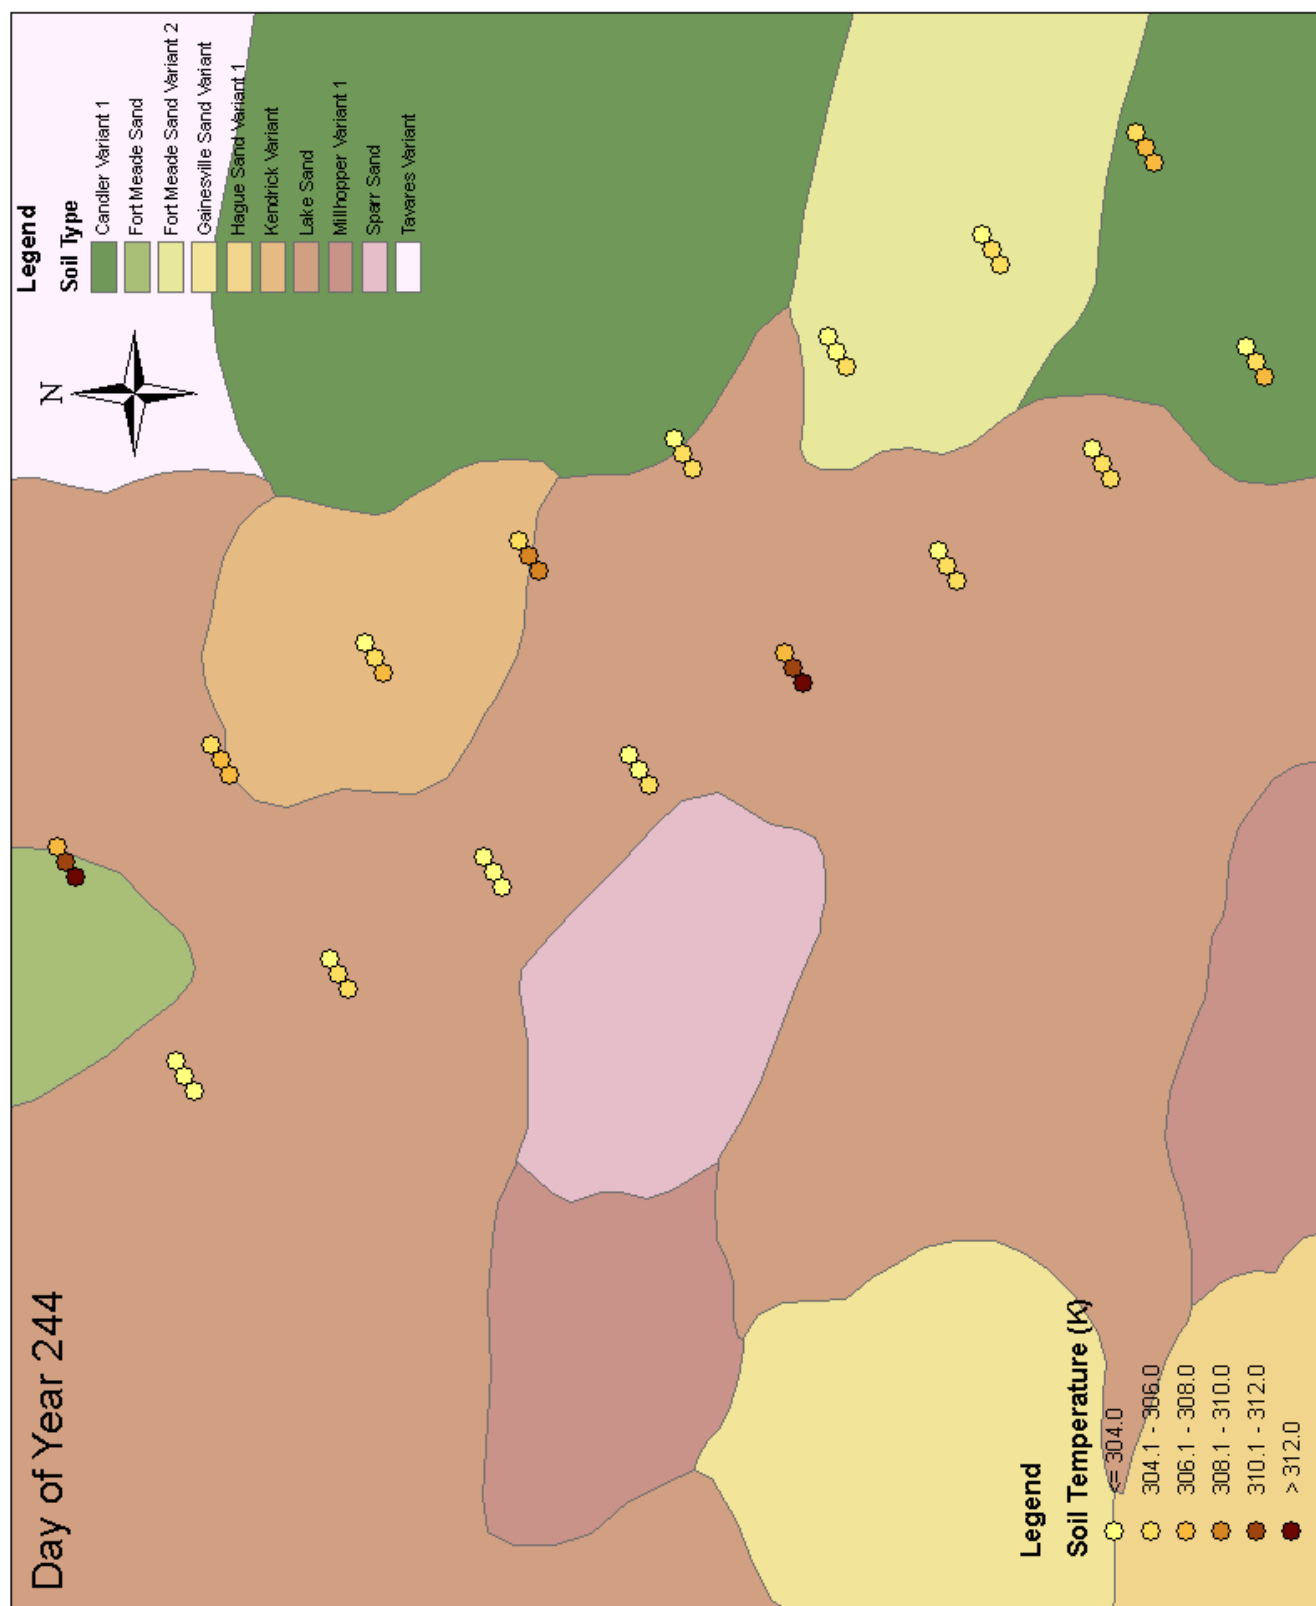 Day of Year 244
N
Legend
Soil Type
Candler Variant 1
Fort Meade Sand
Fort Meade Sand Variant 2
Gainesville Sand Variant
Hague Sand Variant 1
Kendrick Variant
Lake Sand
Millhopper Variant 1
Sparr Sand
Tavares Variant
Legend
Soil Temperature (K)
<= 304.0
304.1 - 306.0
306.1 - 308.0
308.1 - 310.0
310.1 - 312.0
> 312.0